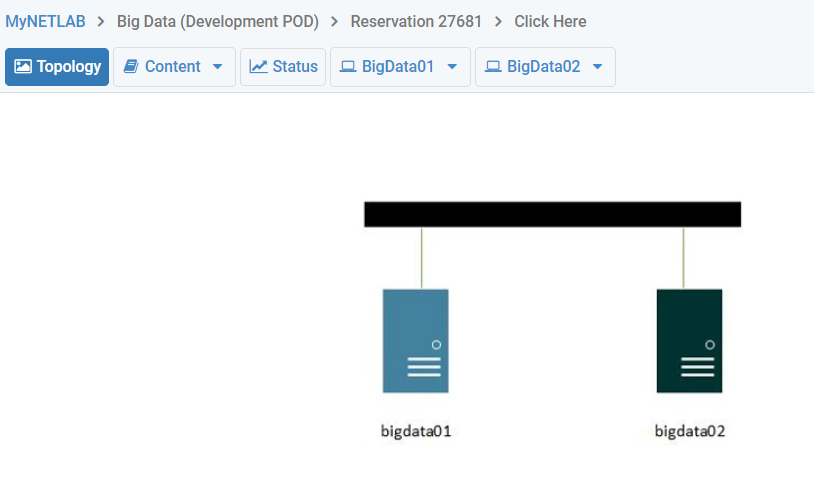 MyNETLAB > Big Data (Development POD) > Reservation 27681 > Click Here
Topology Content Status BigData01 BigData02
bigdata01 bigdata02